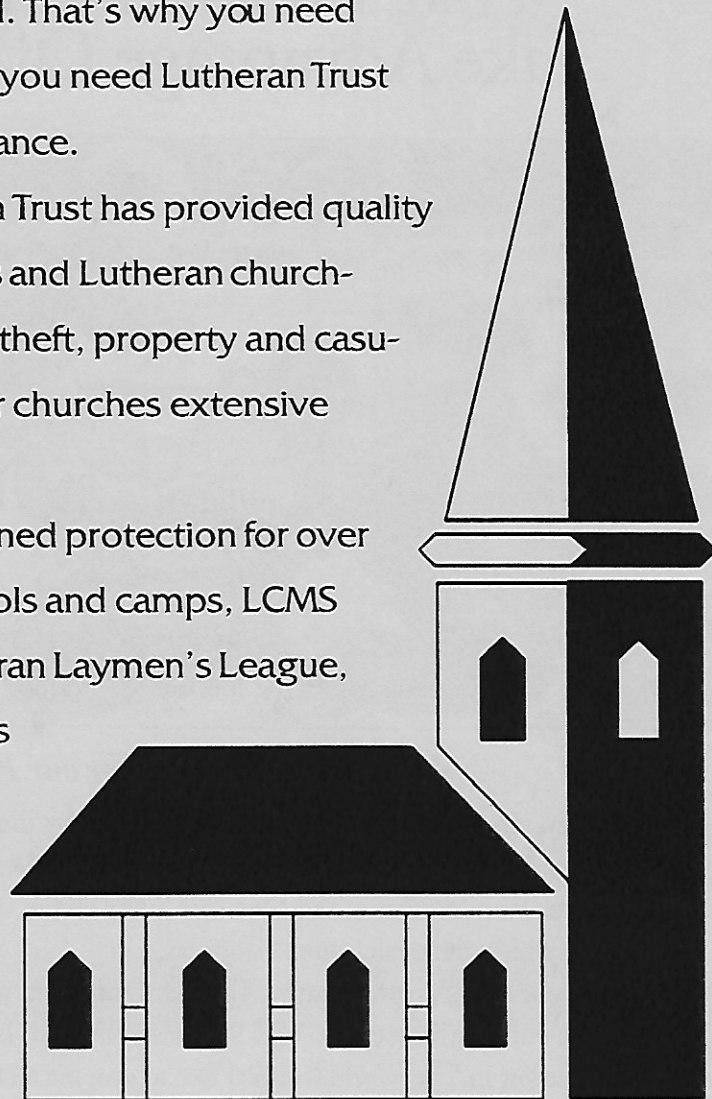 l. That's why you need
you need Lutheran Trust
ance.
n Trust has provided quality
s and Lutheran church-
theft, property and casu-
r churches extensive
ned protection for over
ols and camps, LCMS
ran Laymen's League,
s